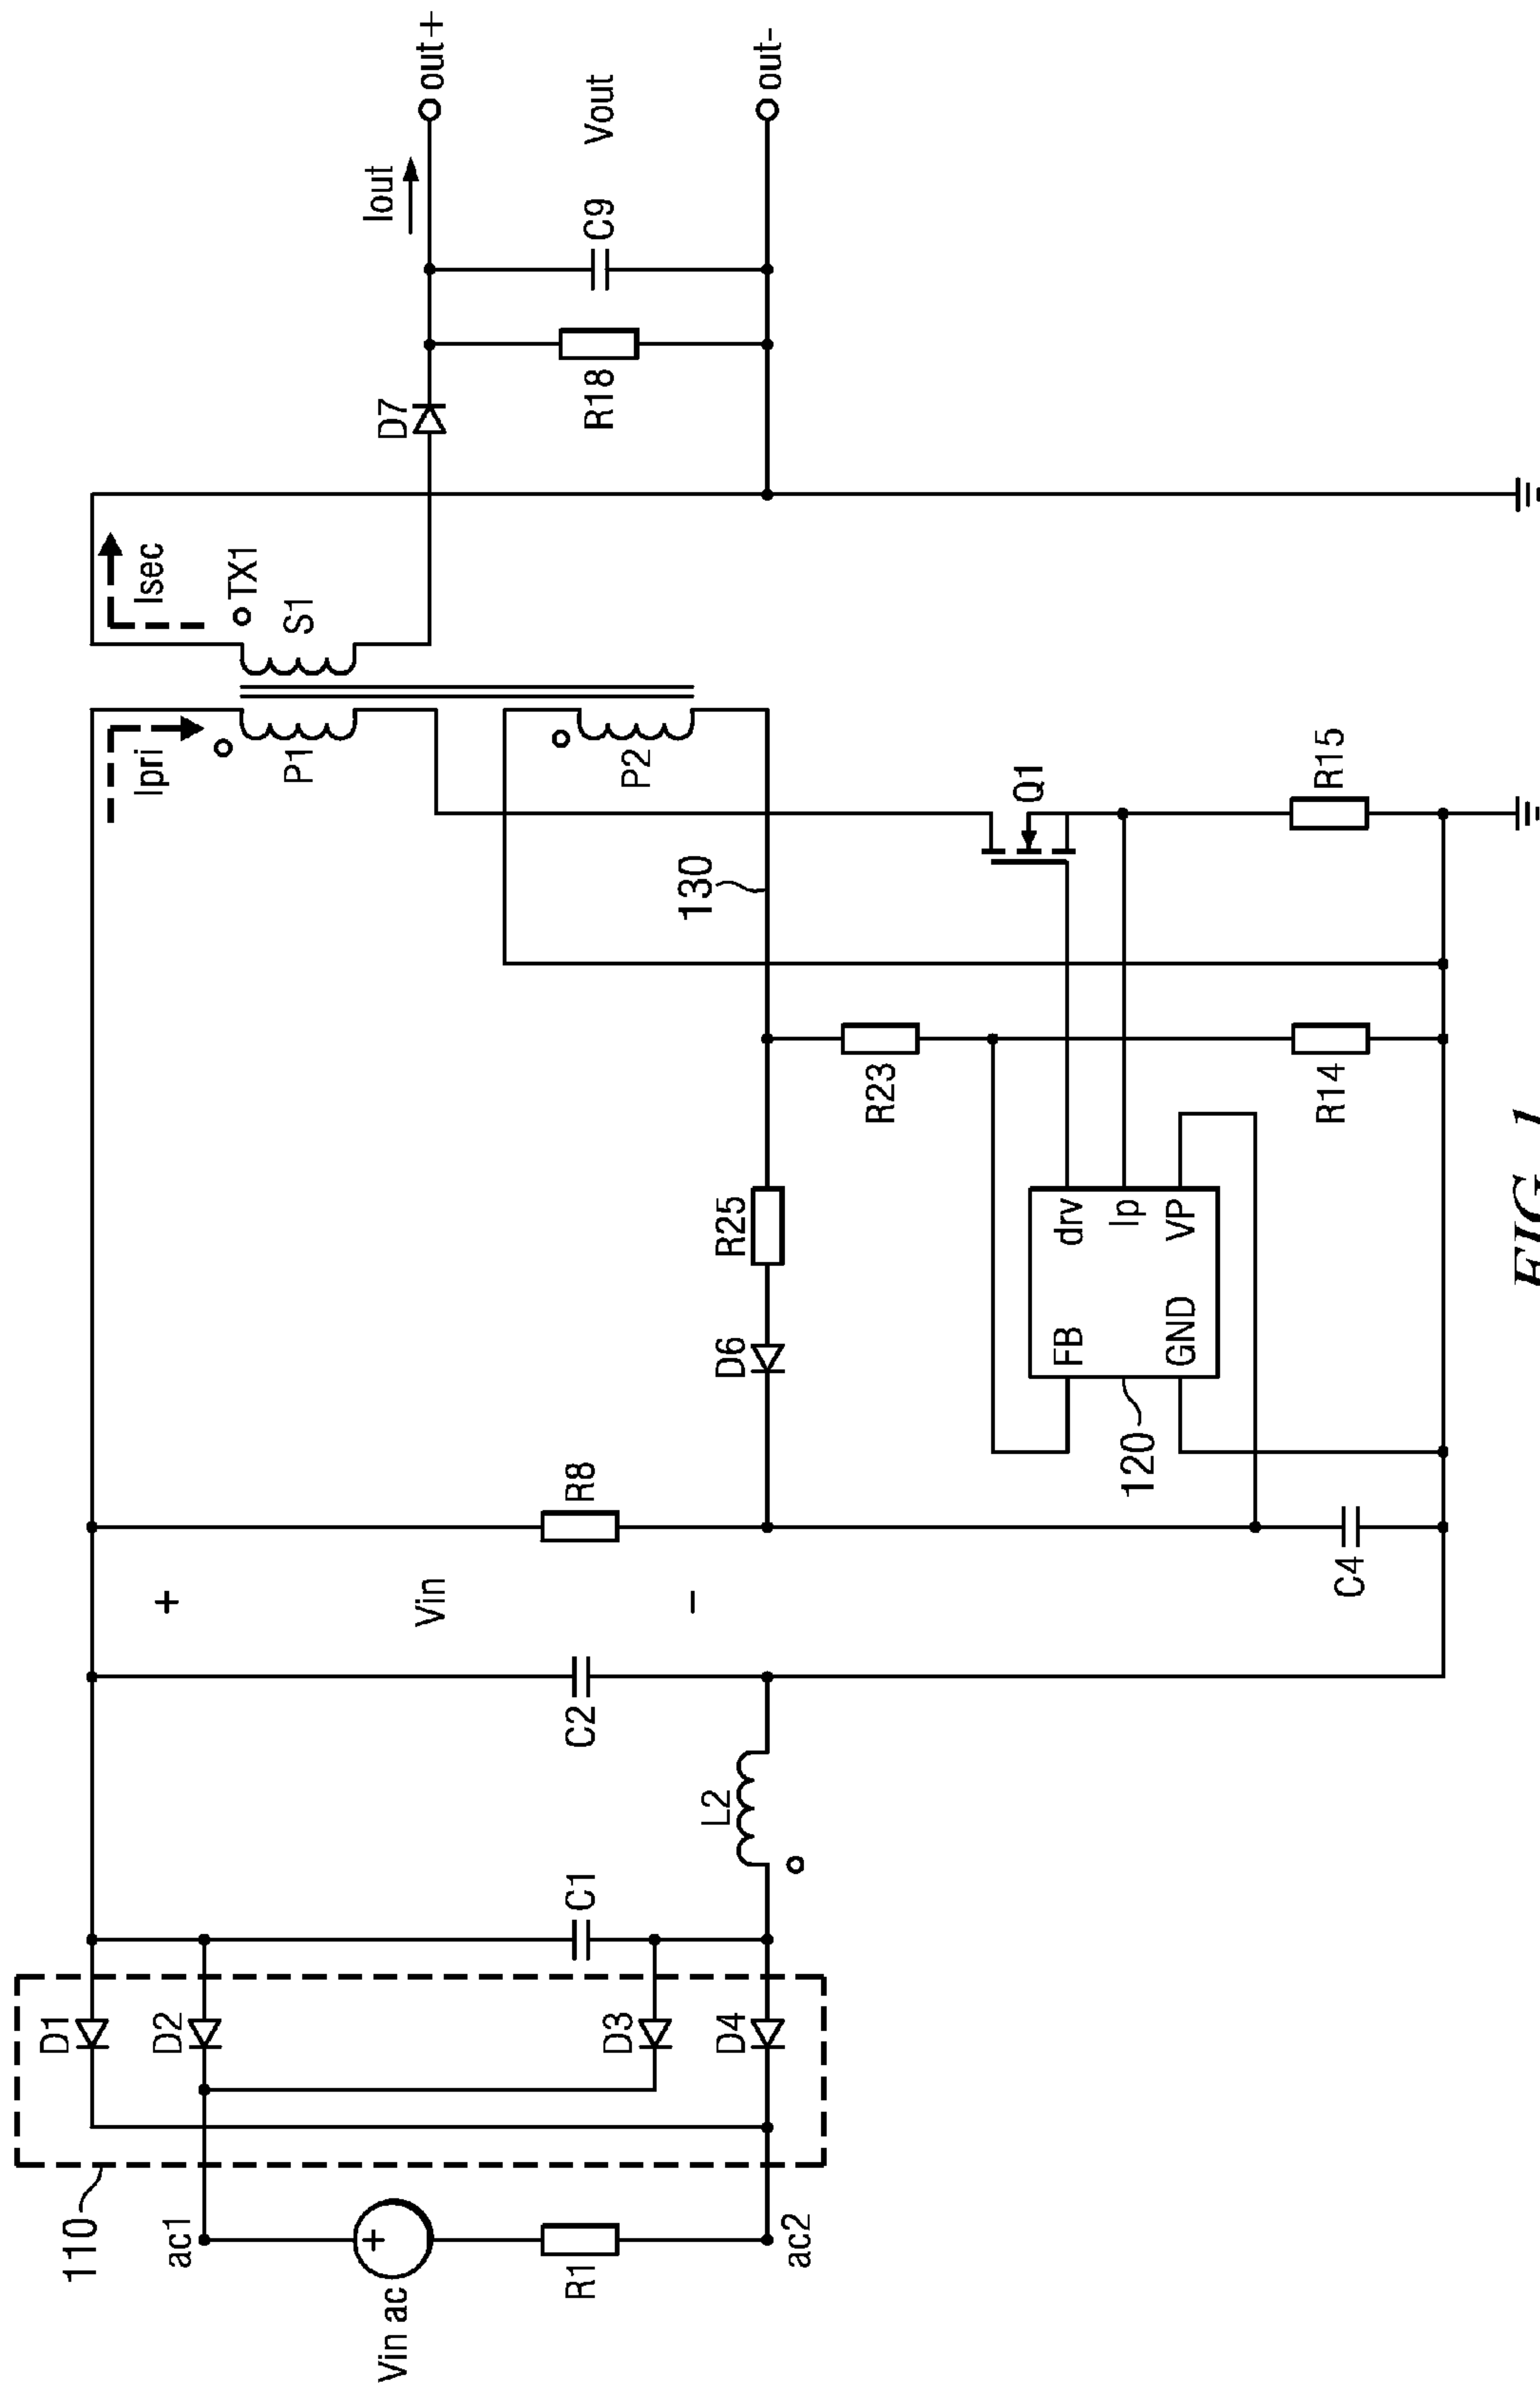 110
ac1
Vin ac
+
R1
ac2
D1
D2
D3
D4
C1
L2
C2
+
Vin
−
R8
C4
D6
R25
120
FB
GND
drv
Ip
VP
R23
R14
130
Q1
R15
Ipri
P1
P2
Isec
TX1
S1
D7
R18
C9
Iout
Vout
out+
out-
FIG. 1